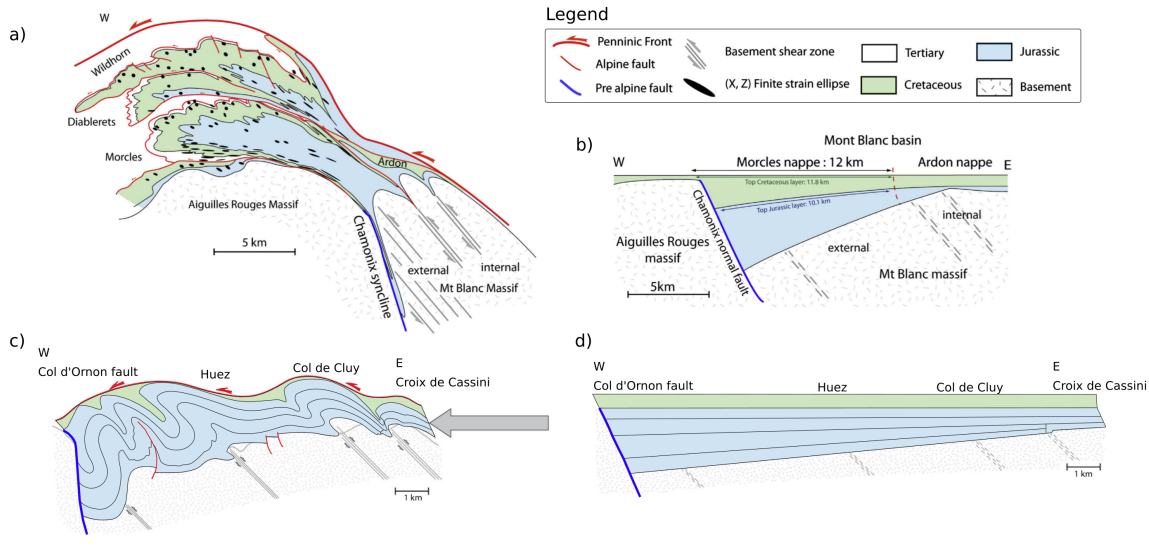 a)
W
Wildhorn
Diablerets
Morcles
Ardon
Aiguilles Rouges Massif
5 km
Chamonix syncline
external
internal
Mt Blanc Massif
Legend
Penninic Front
Alpine fault
Pre alpine fault
Basement shear zone
(X, Z) Finite strain ellipse
Tertiary
Cretaceous
Jurassic
Basement
b)
Mont Blanc basin
W
Morcles nappe : 12 km
Ardon nappe
E
Top Cretaceous layer: 11.8 km
Top Jurassic layer: 10.1 km
Aiguilles Rouges
massif
Chamonix normal fault
internal
external
Mt Blanc massif
5km
c)
W
Col d'Ornon fault
Huez
Col de Cluy
E
Croix de Cassini
1 km
d)
W
Col d'Ornon fault
Huez
Col de Cluy
E
Croix de Cassini
1 km